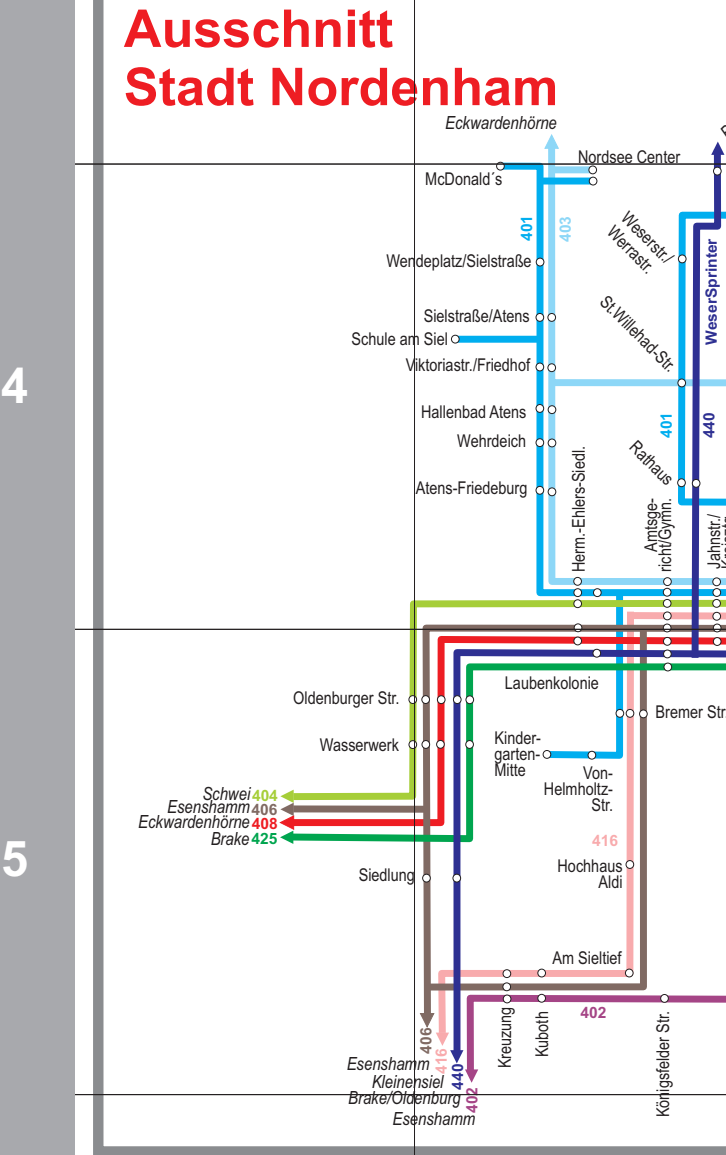 Ausschnitt
Stadt Nordenham
Eckwardenhörne
Nordsee Center
McDonald´s
401
403
Weserstr./
Werrastr.
WeserSprinter
Wendeplatz/Sielstraße
Sielstraße/Atens
St.Willehad-Str.
Schule am Siel
Viktoriastr./Friedhof
4
Hallenbad Atens
401
440
Wehrdeich
Rathaus
Atens-Friedeburg
Herm.-Ehlers-Siedl.
Amtsge-
richt/Gymn.
Jahnstr./
Laubenkolonie
Oldenburger Str.
Bremer Str
Wasserwerk
Kinder-
garten-
Mitte
Von-
Helmholtz-
Str.
Schwei 404
Esenshamm 406
Eckwardenhörne 408
Brake 425
416
5
Siedlung
Hochhaus
Aldi
Am Sieltief
402
Kreuzung
Kuboth
Königsfelder Str.
406
416
440
402
Esenshamm
Kleinensiel
Brake/Oldenburg
Esenshamm